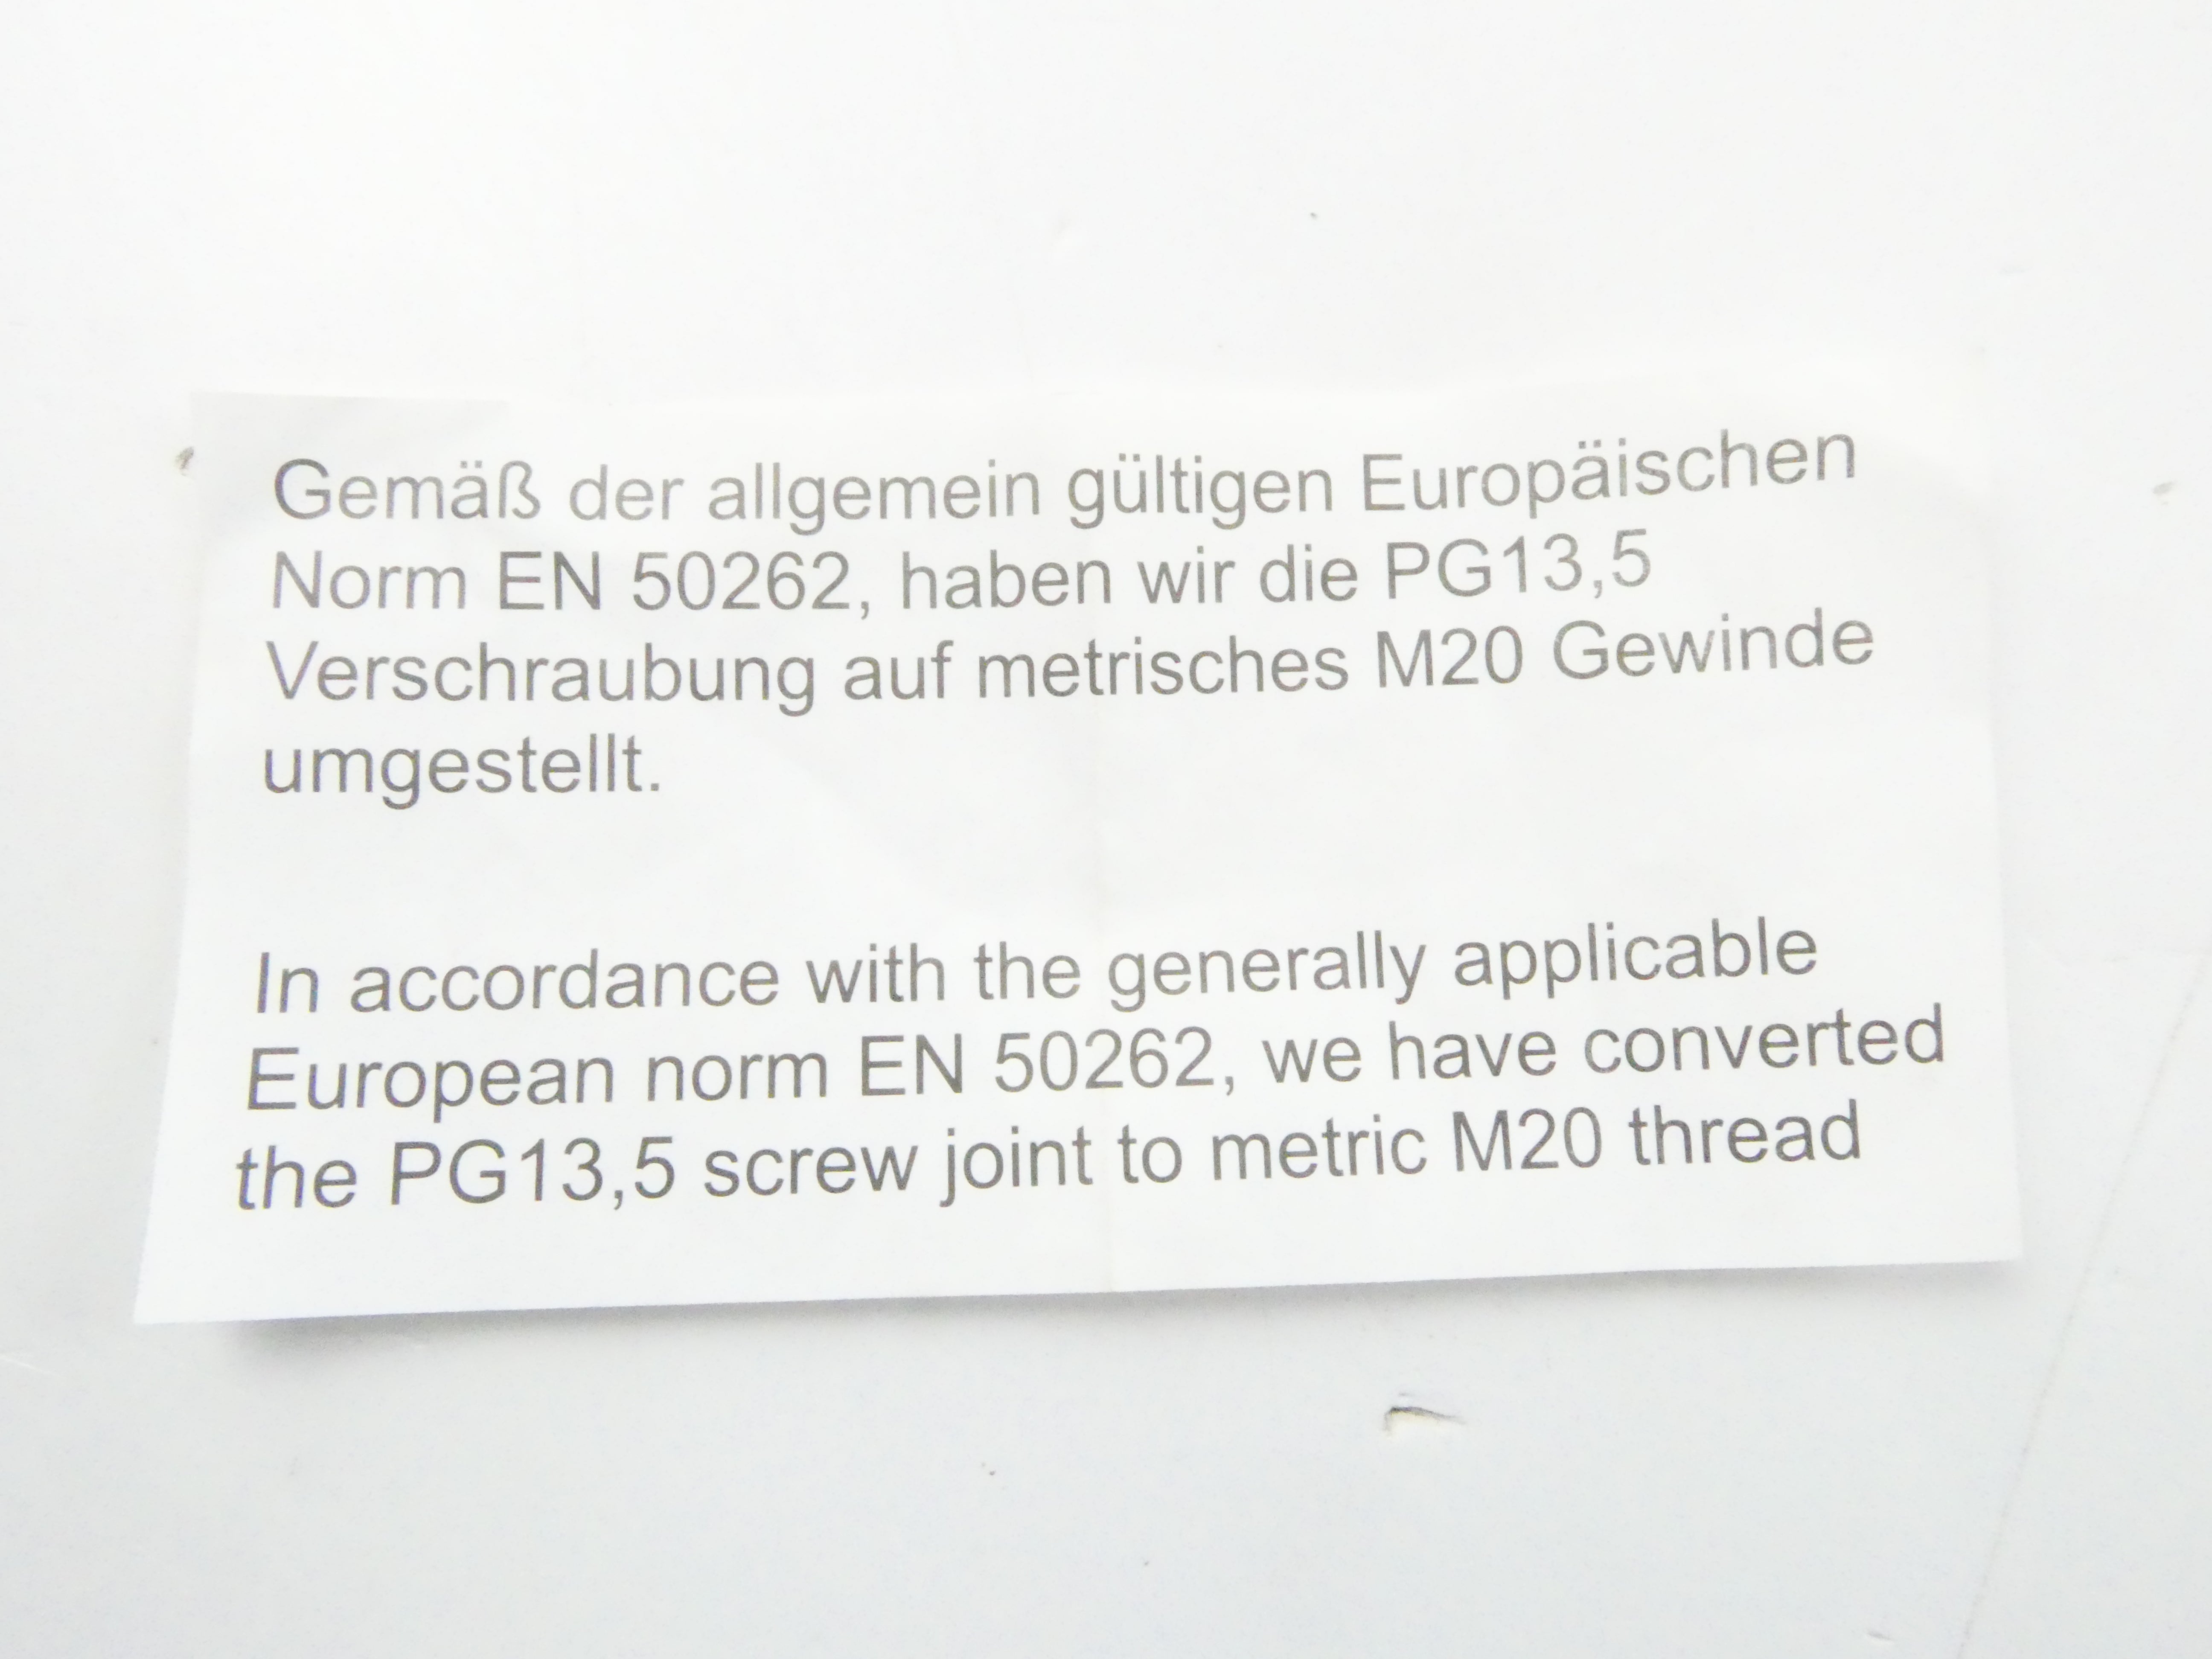 Gemäß der allgemein gültigen Europäischen
Norm EN 50262, haben wir die PG13,5
Verschraubung auf metrisches M20 Gewinde
umgestellt.
In accordance with the generally applicable
European norm EN 50262, we have converted
the PG13,5 screw joint to metric M20 thread